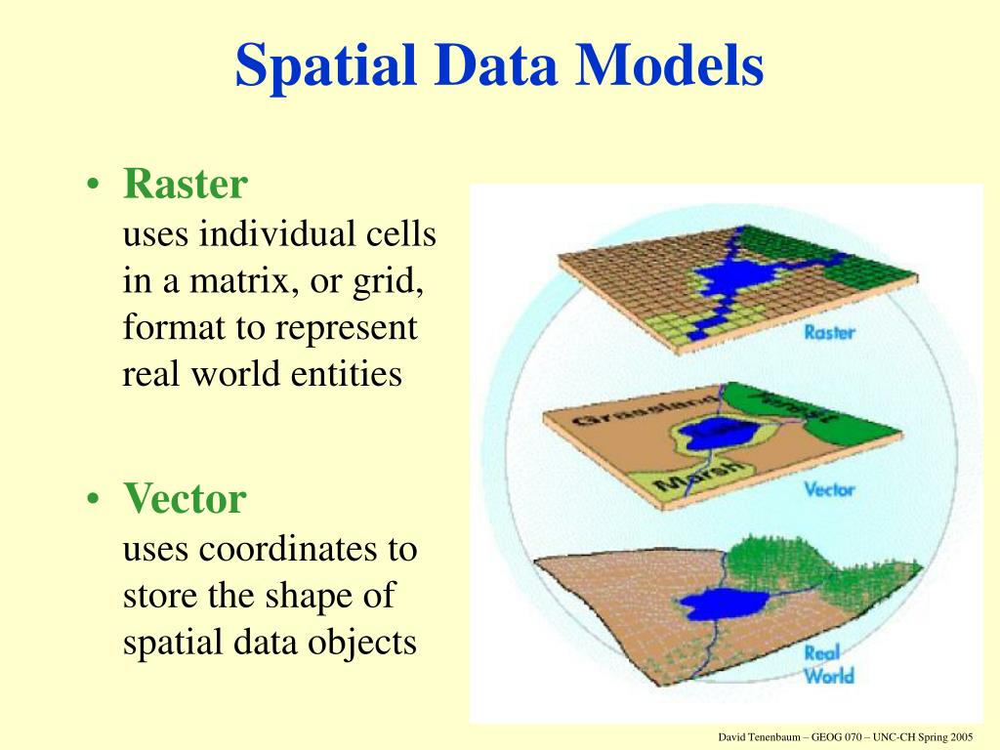 Spatial Data Models
• Raster
uses individual cells
in a matrix, or grid,
format to represent
real world entities
• Vector
uses coordinates to
store the shape of
spatial data objects
Raster
Grassland
Marsh
Vector
Real
World
David Tenenbaum – GEOG 070 – UNC-CH Spring 2005